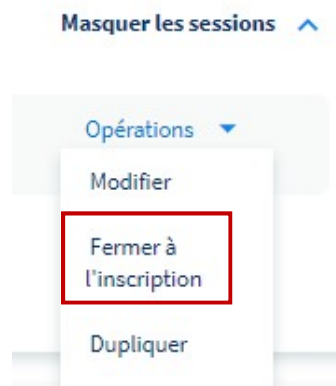 Masquer les sessions
Opérations
Modifier
Fermer à
l'inscription
Dupliquer